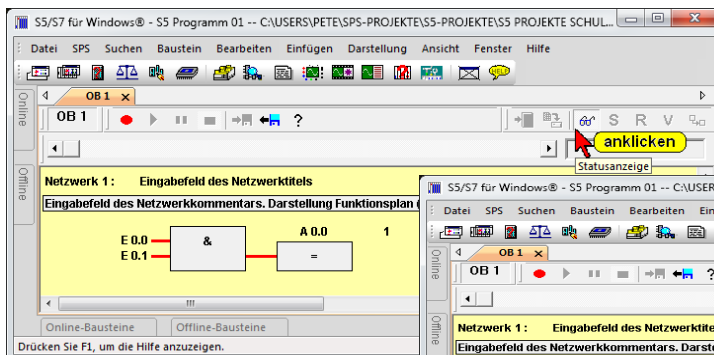 S5/S7 für Windows® - S5 Programm 01 -- C:\USERS\PETE\SPS-PROJEKTE\S5-PROJEKTE\S5 PROJEKTE SCHUL...
Datei SPS Suchen Baustein Bearbeiten Einfügen Darstellung Ansicht Fenster Hilfe
Online
OB 1 x
OB 1 ? S R V
anklicken
Statusanzeige
Offline
Netzwerk 1 : Eingabefeld des Netzwerktitels
Eingabefeld des Netzwerkkommentars. Darstellung Funktionsplan (
A 0.0 1
E 0.0 &
E 0.1 =
Online-Bausteine Offline-Bausteine
Drücken Sie F1, um die Hilfe anzuzeigen.
S5/S7 für Windows® - S5 Programm 01 -- C:\USER
Datei SPS Suchen Baustein Bearbeiten Ein
Online
OB 1 x
OB 1 ?
Offline
Netzwerk 1 : Eingabefeld des Netzwerktite
Eingabefeld des Netzwerkkommentars. Darste